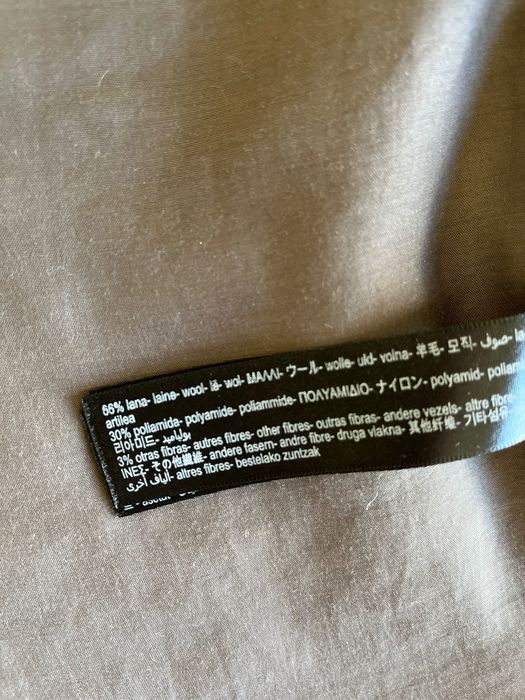 66% lana- laine- wool- lã- wol- ΜΑΛΛΙ- ウール- wolle- uld- volna- 羊毛- 모직- صوف-
artilea
30% poliamida- polyamide- poliammide- ΠΟΛΥΑΜΙΔΙΟ- ナイロン- polyamid-
리아미드- بولياميد
3% otras fibras- autres fibres- other fibres- outras fibras- andere vezels- altre fibre-
ΙΝΕΣ- その他繊維- andere fasern- andre fibre- druga vlakna- 其他纤维- 기타섬유-
ألياف أخرى- altres fibres- bestelako zuntzak